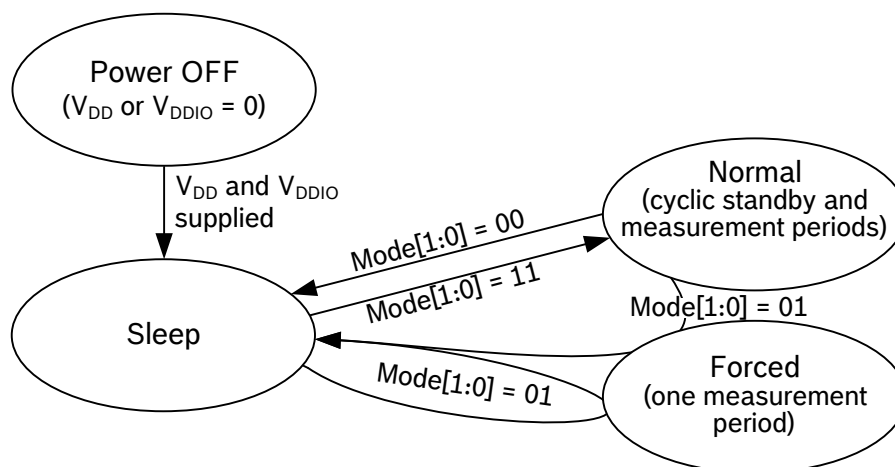 Power OFF
(V_DD or V_DDIO = 0)
V_DD and V_DDIO
supplied
Normal
(cyclic standby and
measurement periods)
Mode[1:0] = 00
Mode[1:0] = 11
Mode[1:0] = 01
Sleep
Mode[1:0] = 01
Forced
(one measurement
period)